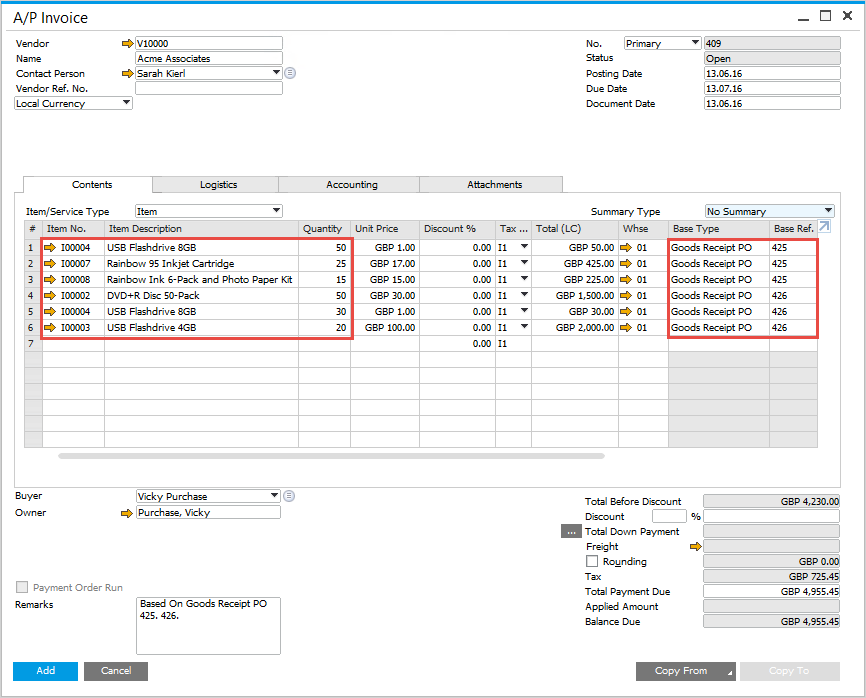 A/P Invoice
Vendor V10000 No. Primary 409
Name Acme Associates Status Open
Contact Person Sarah Kierl Posting Date 13.06.16
Vendor Ref. No. Due Date 13.07.16
Local Currency Document Date 13.06.16
Contents Logistics Accounting Attachments
Item/Service Type Item Summary Type No Summary
# Item No. Item Description Quantity Unit Price Discount % Tax ... Total (LC) Whse Base Type Base Ref.
1 I00004 USB Flashdrive 8GB 50 GBP 1.00 0.00 I1 GBP 50.00 01 Goods Receipt PO 425
2 I00007 Rainbow 95 Inkjet Cartridge 25 GBP 17.00 0.00 I1 GBP 425.00 01 Goods Receipt PO 425
3 I00008 Rainbow Ink 6-Pack and Photo Paper Kit 15 GBP 15.00 0.00 I1 GBP 225.00 01 Goods Receipt PO 425
4 I00002 DVD+R Disc 50-Pack 50 GBP 30.00 0.00 I1 GBP 1,500.00 01 Goods Receipt PO 426
5 I00004 USB Flashdrive 8GB 30 GBP 1.00 0.00 I1 GBP 30.00 01 Goods Receipt PO 426
6 I00003 USB Flashdrive 4GB 20 GBP 100.00 0.00 I1 GBP 2,000.00 01 Goods Receipt PO 426
7 0.00 I1
Buyer Vicky Purchase Total Before Discount GBP 4,230.00
Owner Purchase, Vicky Discount %
... Total Down Payment
Freight
Rounding GBP 0.00
Payment Order Run Tax GBP 725.45
Remarks Based On Goods Receipt PO Total Payment Due GBP 4,955.45
425. 426. Applied Amount
Balance Due GBP 4,955.45
Add Cancel Copy From Copy To